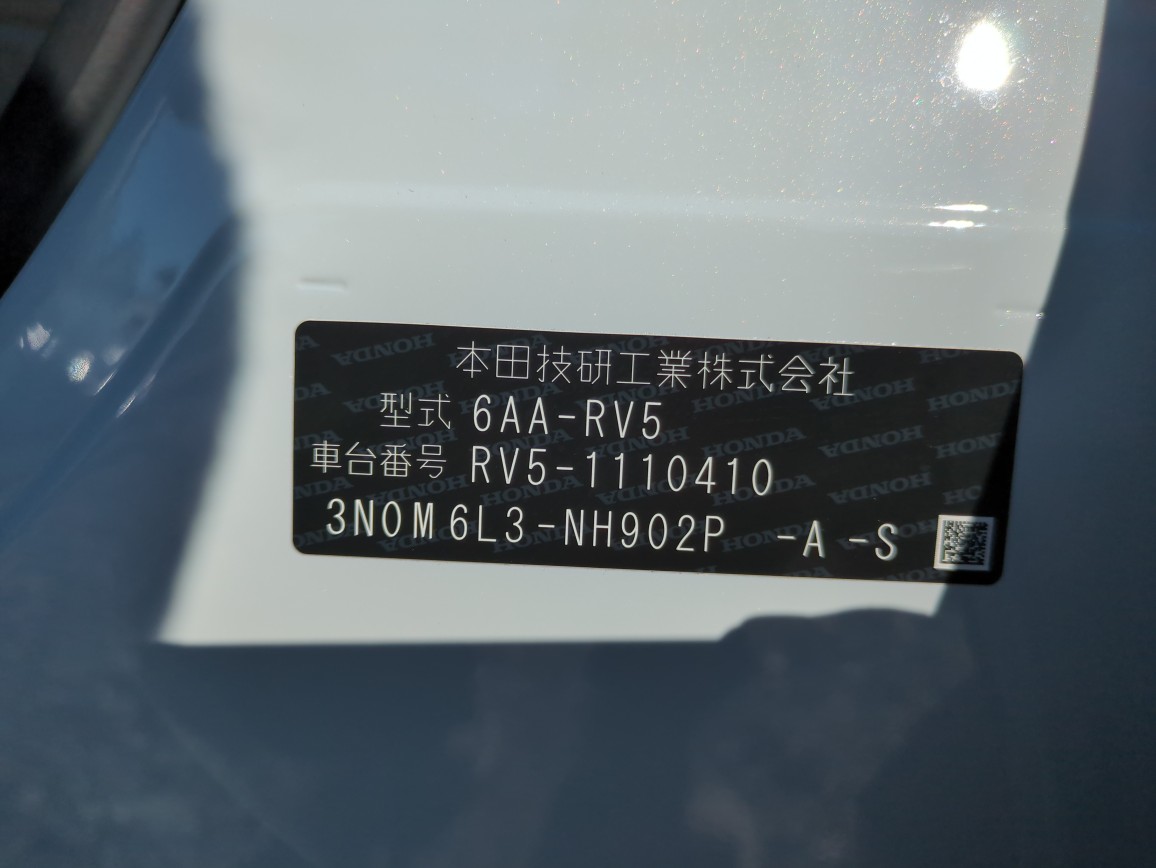 本田技研工業株式会社
型式 6AA-RV5
車台番号 RV5-1110410
3N0M6L3-NH902P -A -S